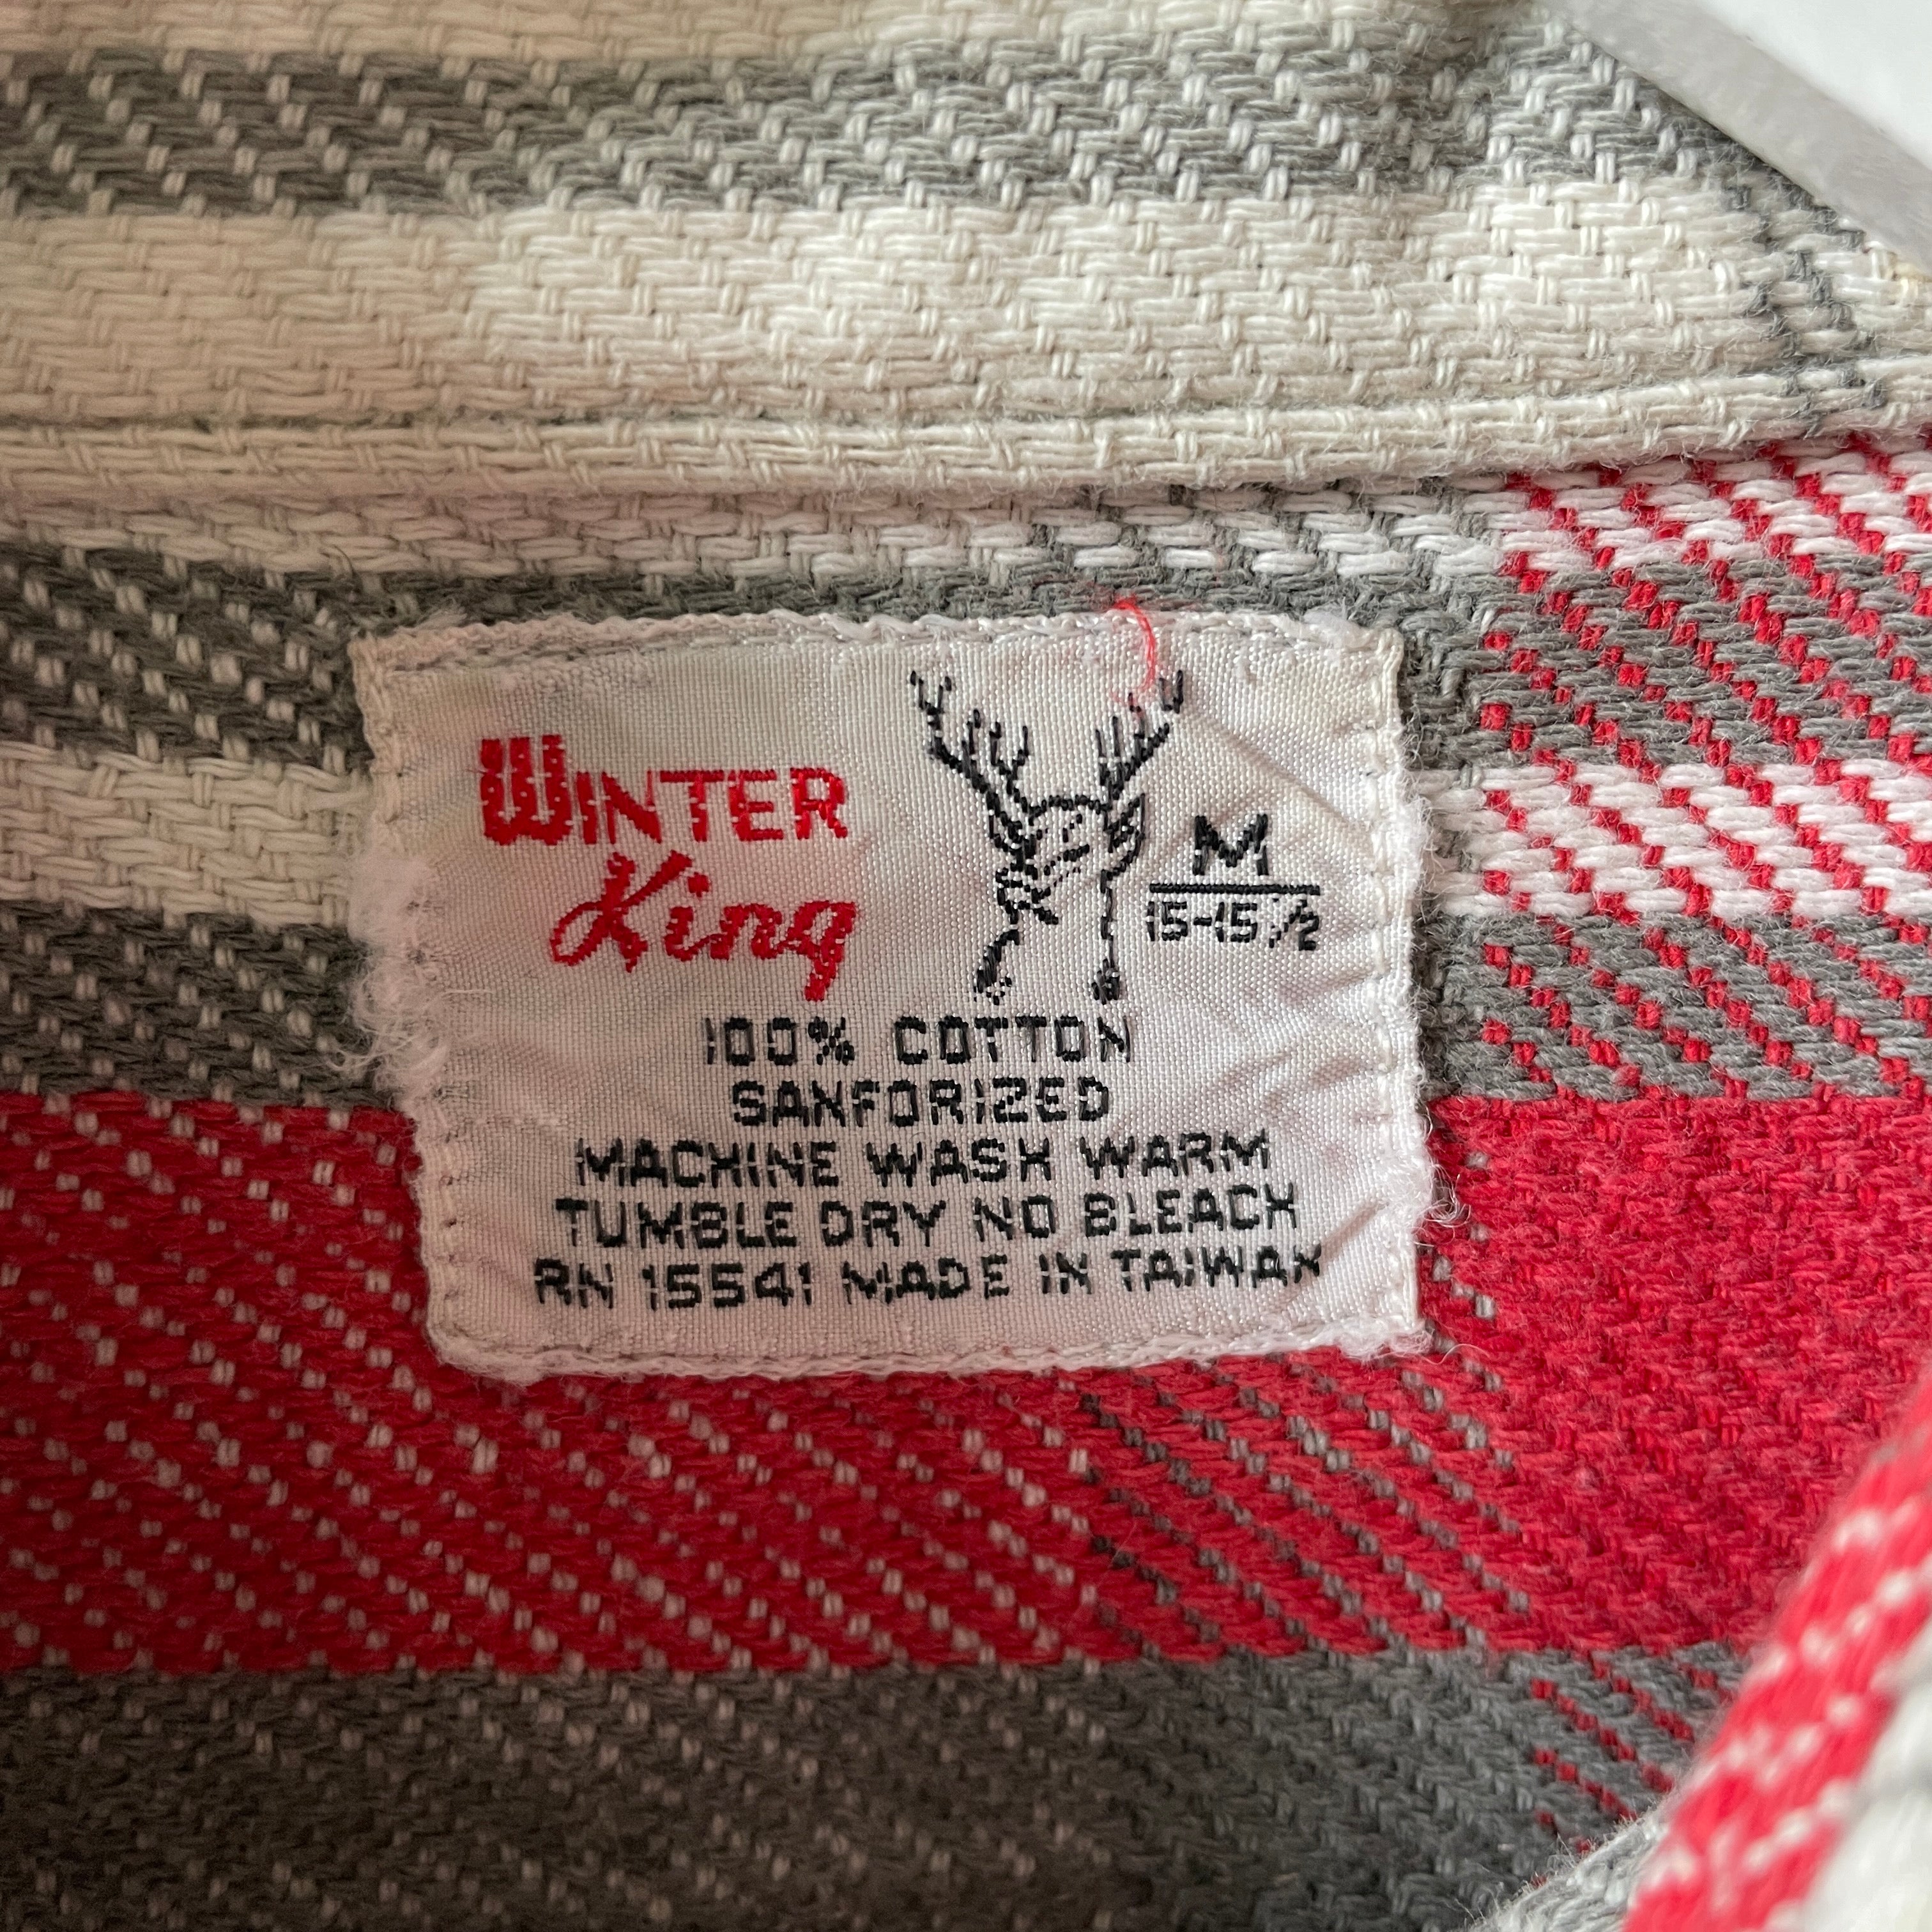 WINTER
King
M
15-15 1/2
100% COTTON
SANFORIZED
MACHINE WASH WARM
TUMBLE DRY NO BLEACH
RN 15541 MADE IN TAIWAN